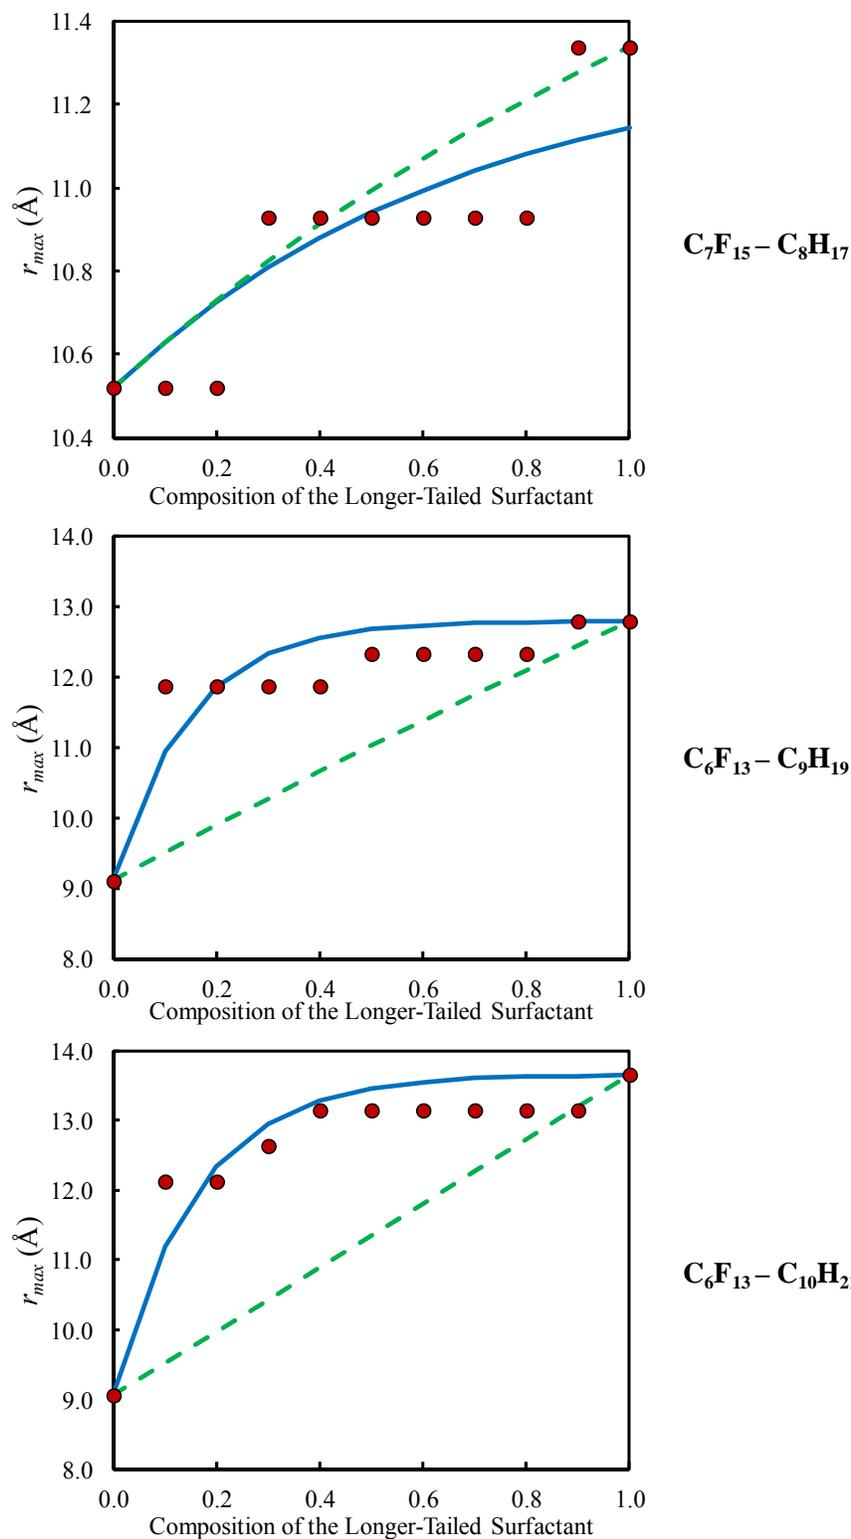 11.4
11.2
11.0
10.8
10.6
10.4
r_max (Å)
0.0 0.2 0.4 0.6 0.8 1.0
Composition of the Longer-Tailed Surfactant
C₇F₁₅ – C₈H₁₇
14.0
13.0
12.0
11.0
10.0
9.0
8.0
r_max (Å)
0.0 0.2 0.4 0.6 0.8 1.0
Composition of the Longer-Tailed Surfactant
C₆F₁₃ – C₉H₁₉
14.0
13.0
12.0
11.0
10.0
9.0
8.0
r_max (Å)
0.0 0.2 0.4 0.6 0.8 1.0
Composition of the Longer-Tailed Surfactant
C₆F₁₃ – C₁₀H₂